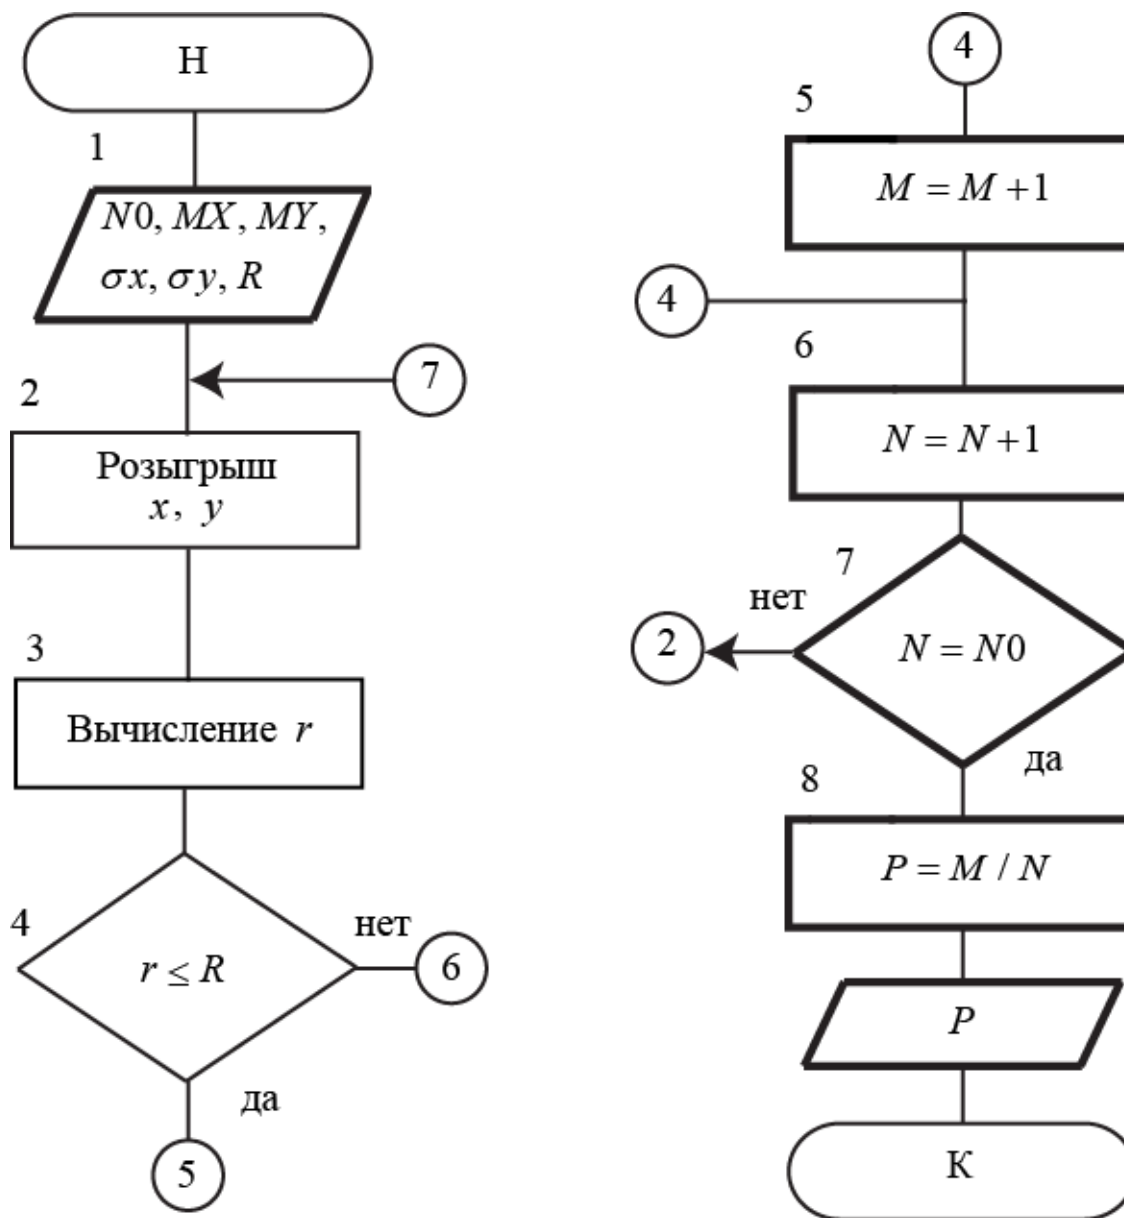 Н
1
N0, MX, MY,
σx, σy, R
7
2
Розыгрыш
x, y
3
Вычисление r
4
r ≤ R
нет
6
да
5
4
5
M = M +1
4
6
N = N +1
7
нет
2
N = N0
да
8
P = M / N
P
К